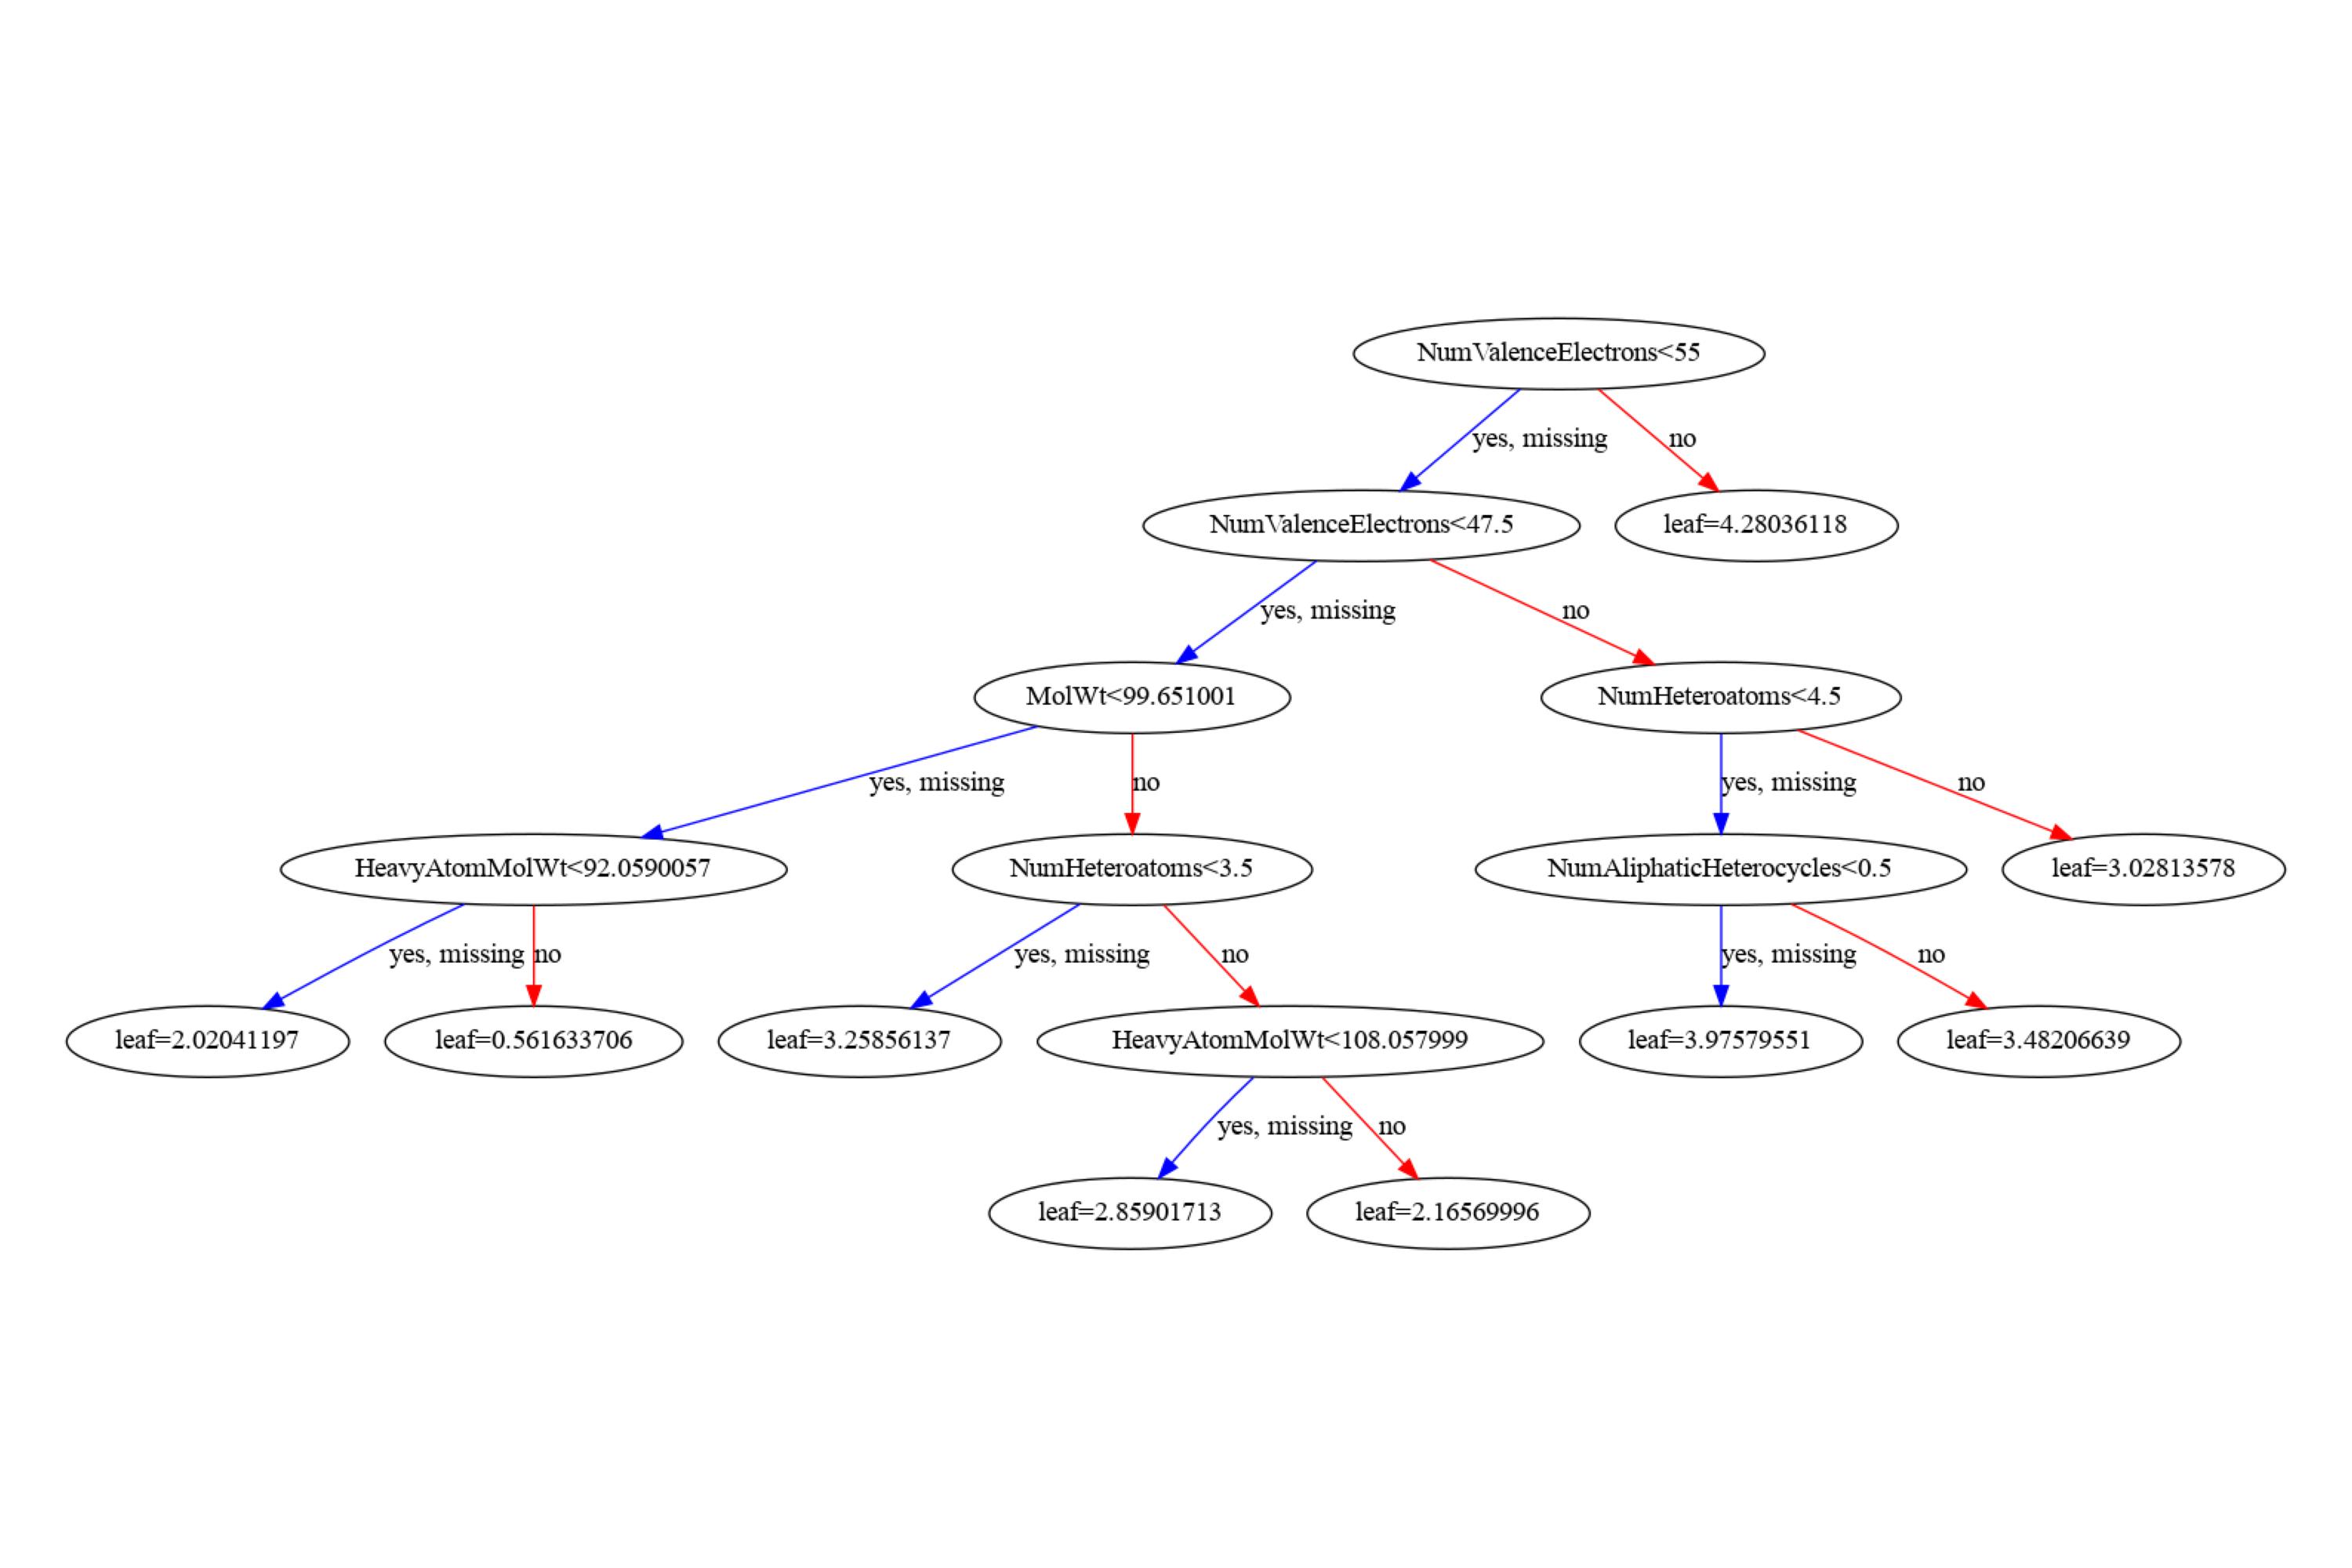 NumValenceElectrons<55
yes, missing
no
NumValenceElectrons<47.5
leaf=4.28036118
yes, missing
no
MolWt<99.651001
NumHeteroatoms<4.5
yes, missing
no
yes, missing
no
HeavyAtomMolWt<92.0590057
NumHeteroatoms<3.5
NumAliphaticHeterocycles<0.5
leaf=3.02813578
yes, missing
no
yes, missing
no
yes, missing
no
leaf=2.02041197
leaf=0.561633706
leaf=3.25856137
HeavyAtomMolWt<108.057999
leaf=3.97579551
leaf=3.48206639
yes, missing
no
leaf=2.85901713
leaf=2.16569996